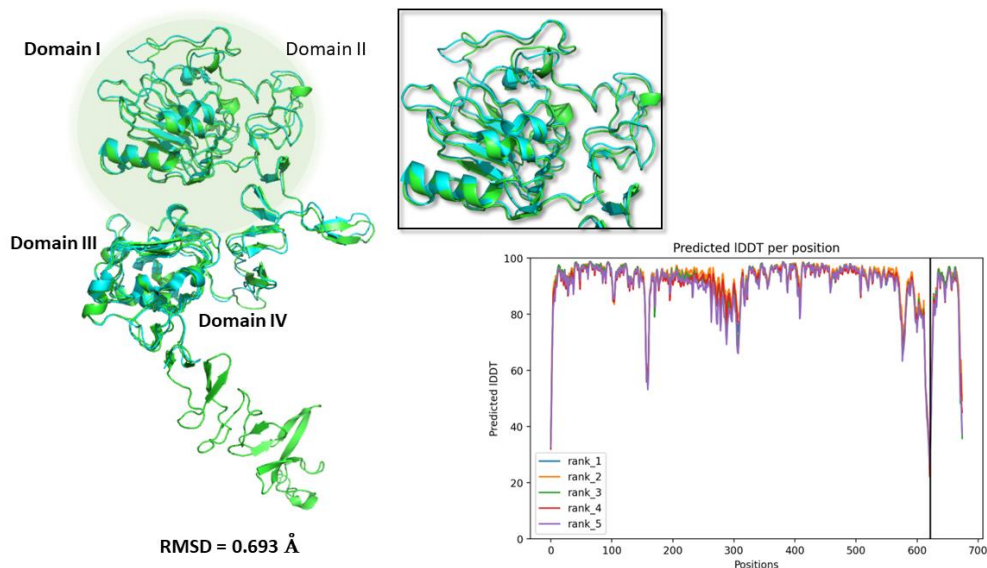 Domain I
Domain II
Domain III
Domain IV
RMSD = 0.693 Å
Predicted lDDT per position
Predicted lDDT
100
80
60
40
20
0
rank_1
rank_2
rank_3
rank_4
rank_5
0 100 200 300 400 500 600 700
Positions